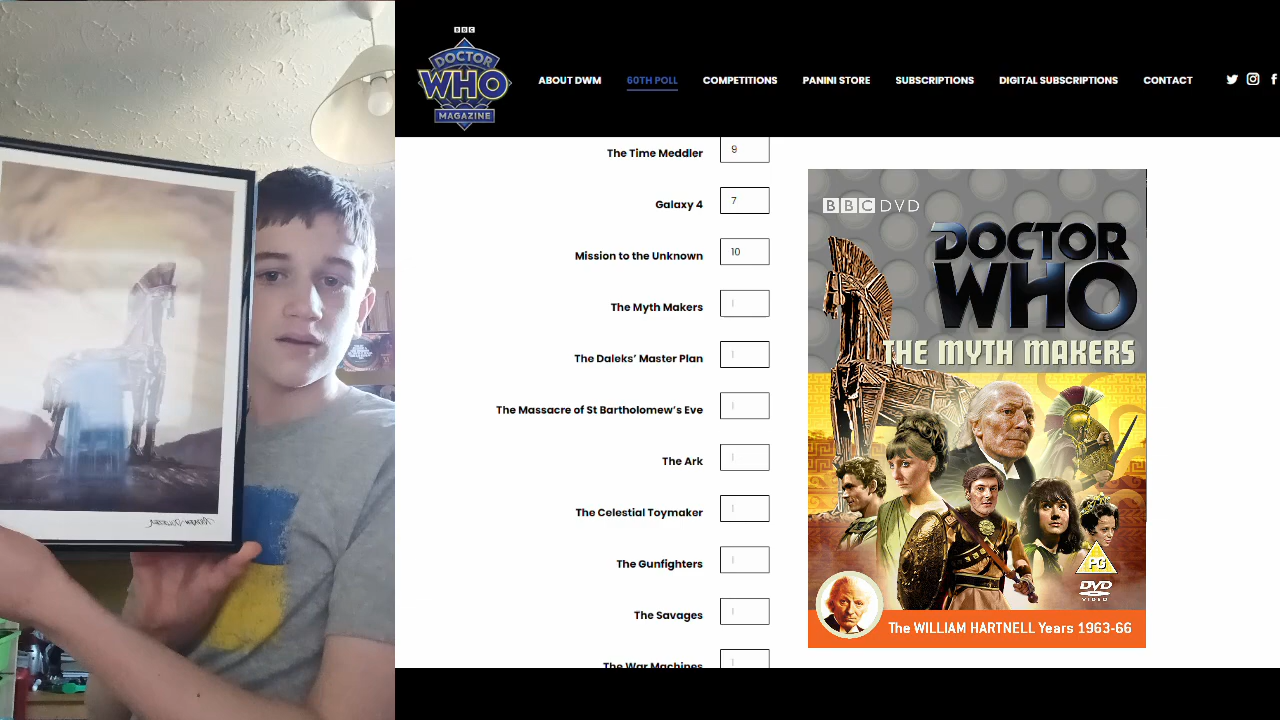 BBC
DOCTOR
WHO
MAGAZINE
ABOUT DWM
60TH POLL
COMPETITIONS
PANINI STORE
SUBSCRIPTIONS
DIGITAL SUBSCRIPTIONS
CONTACT
The Time Meddler 9
Galaxy 4 7
Mission to the Unknown 10
The Myth Makers
The Daleks’ Master Plan
The Massacre of St Bartholomew’s Eve
The Ark
The Celestial Toymaker
The Gunfighters
The Savages
The War Machines
BBC DVD
DOCTOR
WHO
THE MYTH MAKERS
PG
DVD
VIDEO
The WILLIAM HARTNELL Years 1963-66